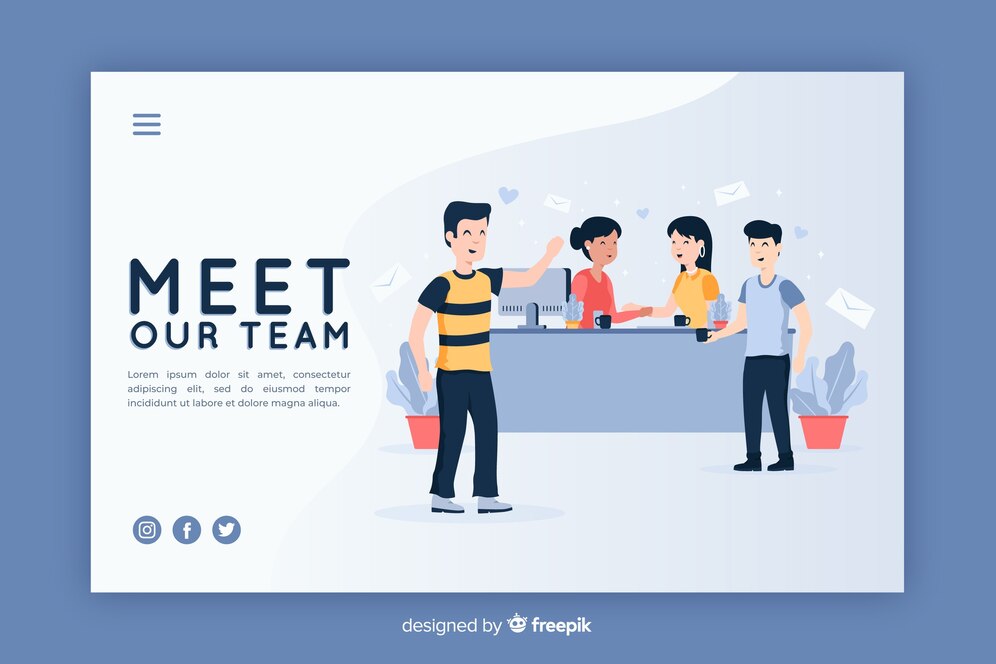 MEET
OUR TEAM
Lorem ipsum dolor sit amet, consectetur
adipiscing elit, sed do eiusmod tempor
incididunt ut labore et dolore magna aliqua.
designed by freepik